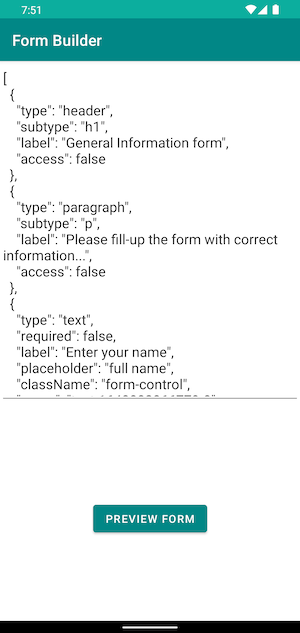 7:51
Form Builder
[
{
"type": "header",
"subtype": "h1",
"label": "General Information form",
"access": false
},
{
"type": "paragraph",
"subtype": "p",
"label": "Please fill-up the form with correct
information...",
"access": false
},
{
"type": "text",
"required": false,
"label": "Enter your name",
"placeholder": "full name",
"className": "form-control",
PREVIEW FORM